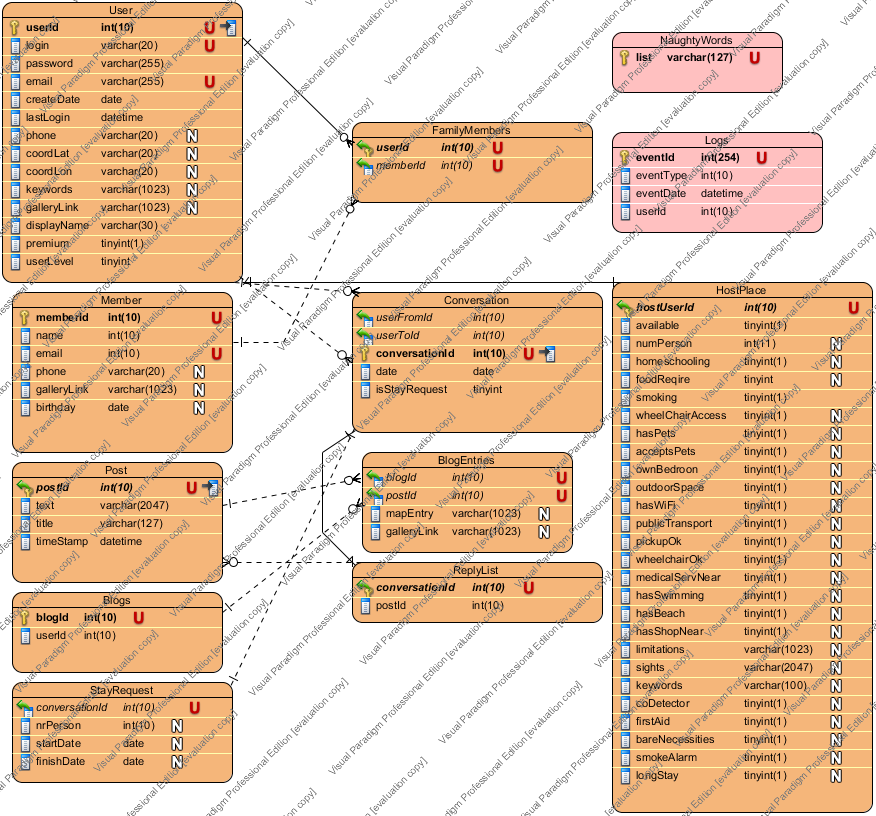 User
userId int(10) U
login varchar(20) U
password varchar(255)
email varchar(255) U
createDate date
lastLogin datetime
phone varchar(20) N
coordLat varchar(20) N
coordLon varchar(20) N
keywords varchar(1023) N
galleryLink varchar(1023) N
displayName varchar(30)
premium tinyint(1)
userLevel tinyint
Member
memberId int(10) U
name int(10)
email int(10) U
phone varchar(20) N
galleryLink varchar(1023) N
birthday date N
Post
postId int(10) U
text varchar(2047)
title varchar(127)
timeStamp datetime
Blogs
blogId int(10) U
userId int(10)
StayRequest
conversationId int(10) U
nrPerson int(10) N
startDate date N
finishDate date N
FamilyMembers
userId int(10) U
memberId int(10) U
Conversation
userFromId int(10)
userToId int(10)
conversationId int(10) U
date date
isStayRequest tinyint
BlogEntries
blogId int(10) U
postId int(10) U
mapEntry varchar(1023) N
galleryLink varchar(1023) N
ReplyList
conversationId int(10) U
postId int(10)
NaughtyWords
list varchar(127) U
Logs
eventId int(254) U
eventType int(10)
eventDate datetime
userId int(10)
HostPlace
hostUserId int(10) U
available tinyint(1)
numPerson int(11) N
homeschooling tinyint(1) N
foodReqire tinyint N
smoking tinyint(1)
wheelChairAccess tinyint(1) N
hasPets tinyint(1) N
acceptsPets tinyint(1) N
ownBedroon tinyint(1) N
outdoorSpace tinyint(1) N
hasWiFi tinyint(1) N
publicTransport tinyint(1) N
pickupOk tinyint(1) N
wheelchairOk tinyint(1) N
medicalServNear tinyint(1) N
hasSwimming tinyint(1) N
hasBeach tinyint(1) N
hasShopNear tinyint(1) N
limitations varchar(1023) N
sights varchar(2047) N
keywords varchar(100) N
coDetector tinyint(1) N
firstAid tinyint(1) N
bareNecessities tinyint(1) N
smokeAlarm tinyint(1) N
longStay tinyint(1) N
Visual Paradigm Professional Edition [evaluation copy]